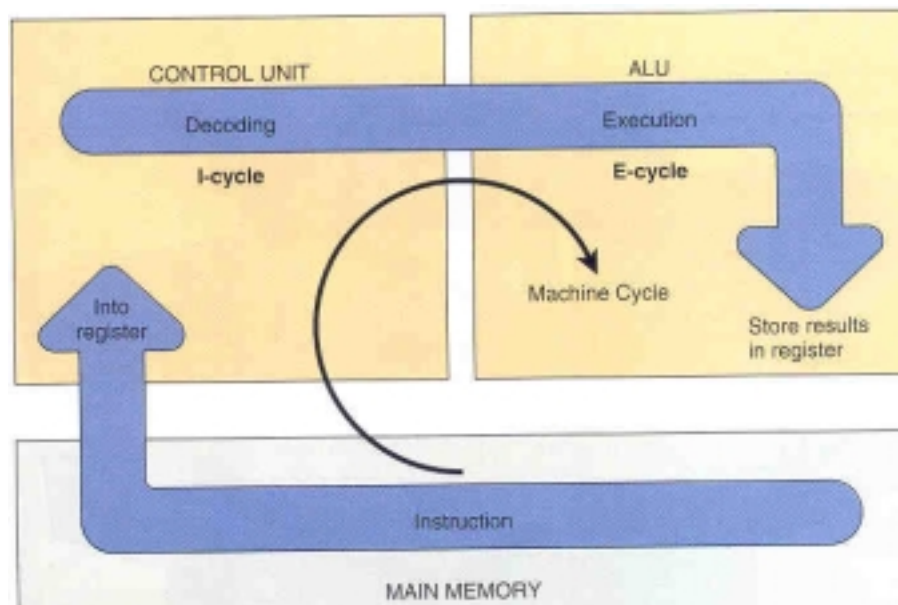 CONTROL UNIT
ALU
Decoding
Execution
I-cycle
E-cycle
Machine Cycle
Into
register
Store results
in register
Instruction
MAIN MEMORY